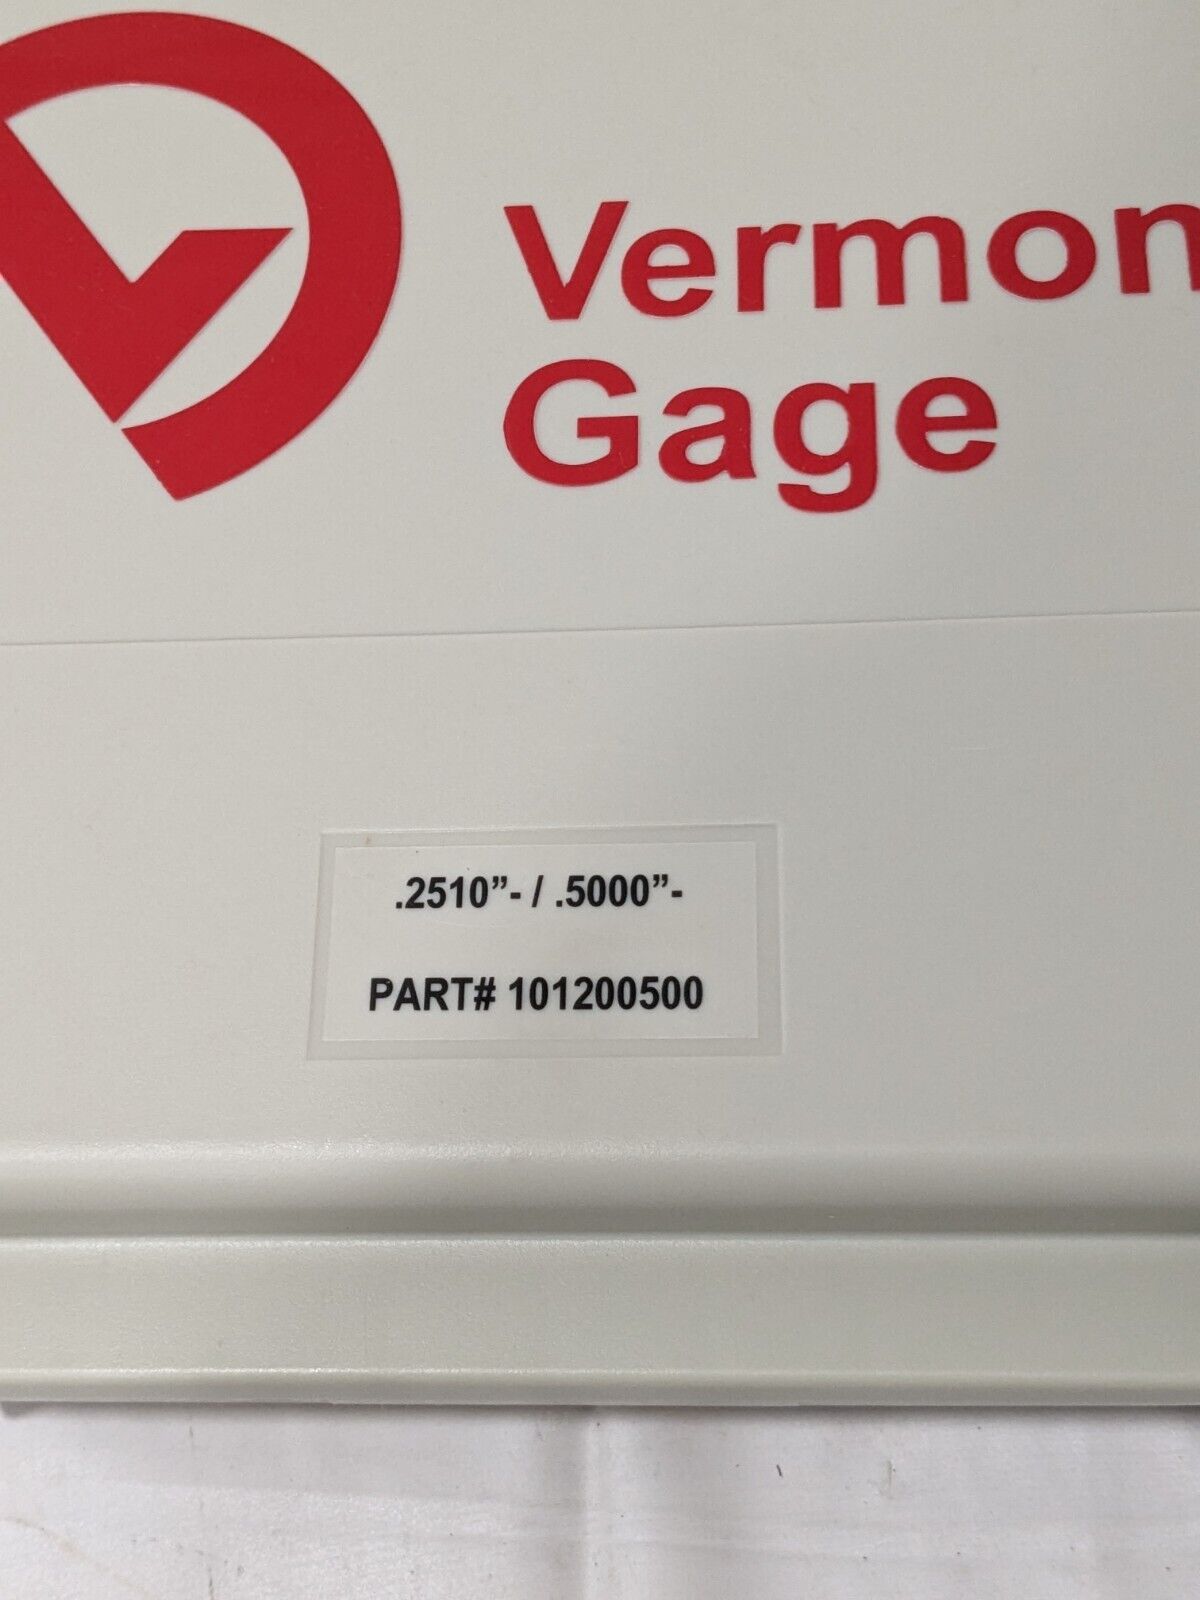 Vermon
Gage
.2510”- / .5000”-
PART# 101200500